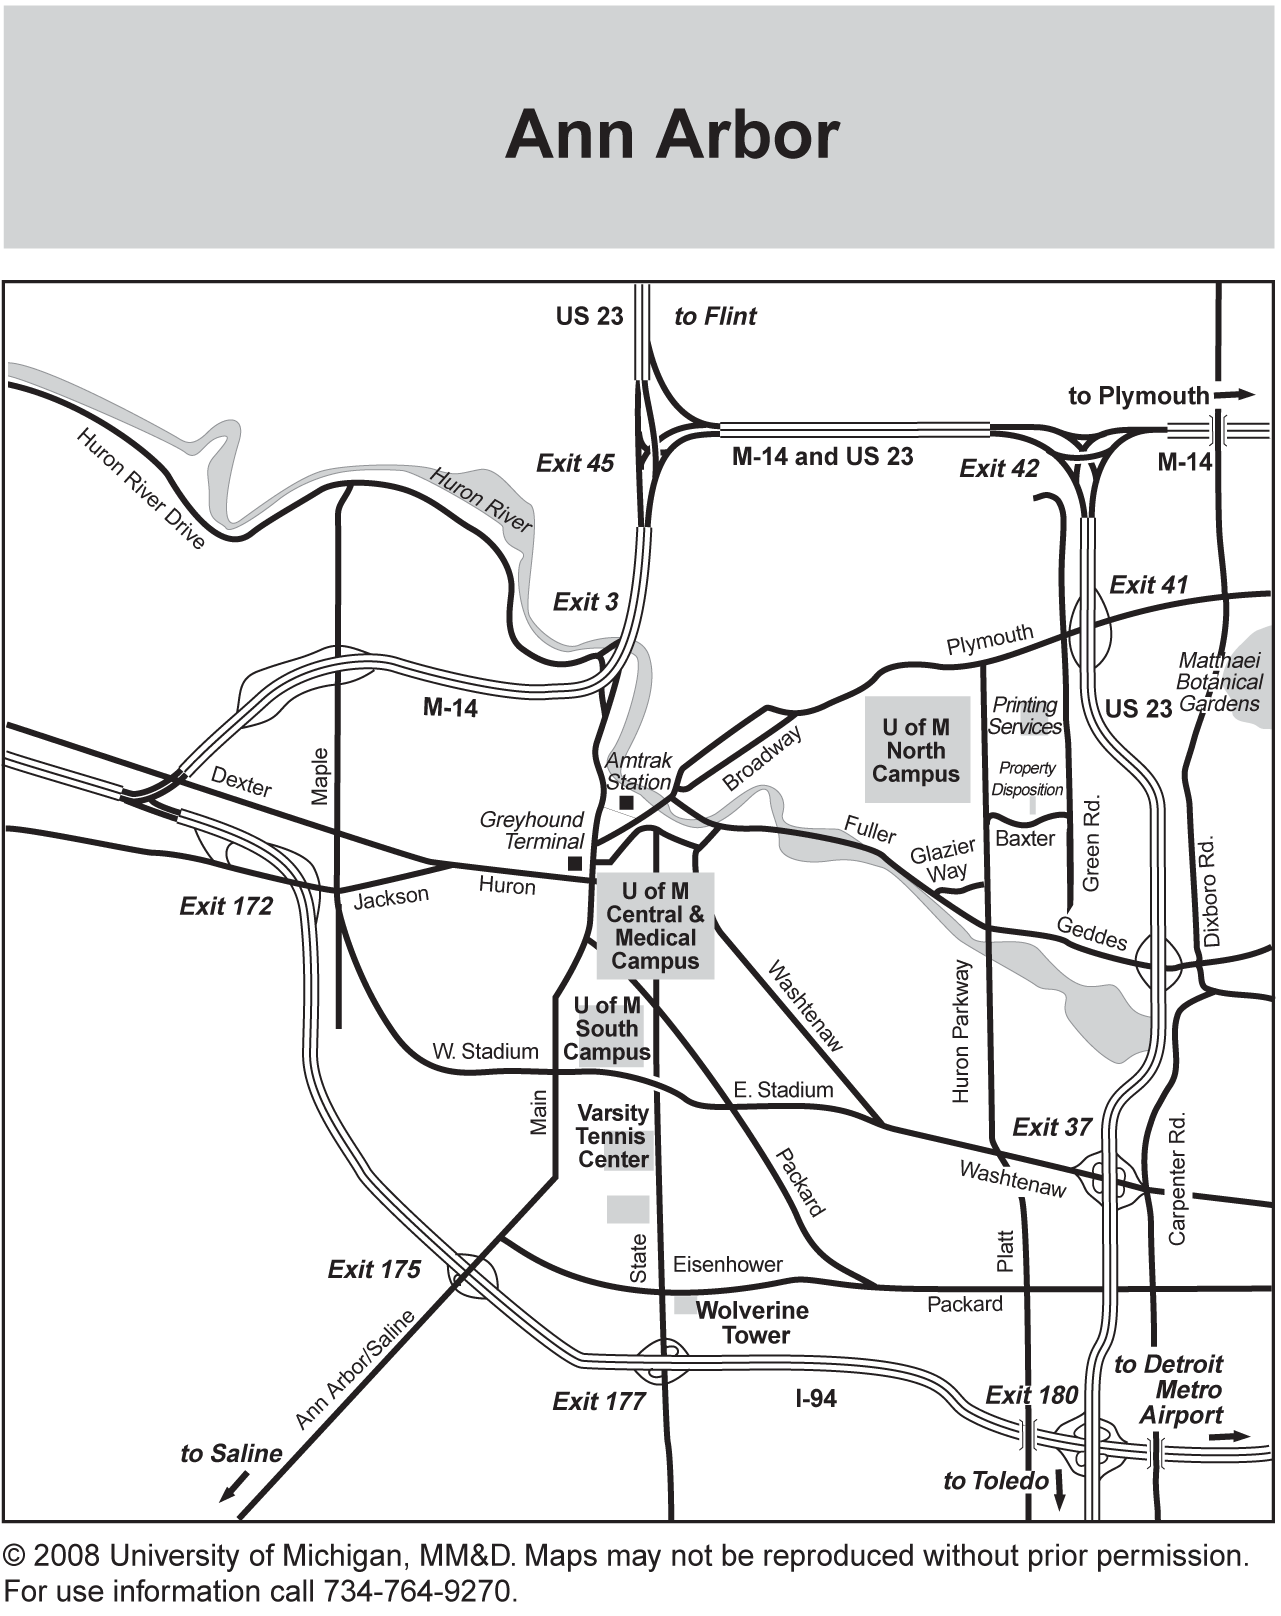 Ann Arbor
US 23
to Flint
to Plymouth
Exit 45
M-14 and US 23
Exit 42
M-14
Huron River Drive
Huron River
Exit 41
Exit 3
Plymouth
Matthaei
Botanical
Gardens
M-14
US 23
Printing
Services
U of M
North
Campus
Maple
Dexter
Amtrak
Station
Broadway
Property
Disposition
Greyhound
Terminal
Fuller
Baxter
Green Rd.
Glazier
Way
Dixboro Rd.
Huron
Jackson
Exit 172
U of M
Central &
Medical
Campus
Geddes
Washtenaw
Huron Parkway
U of M
South
Campus
W. Stadium
E. Stadium
Main
Varsity
Tennis
Center
Exit 37
Washtenaw
Carpenter Rd.
Packard
Platt
State
Eisenhower
Exit 175
Packard
Wolverine
Tower
Ann Arbor/Saline
to Detroit
Metro
Airport
Exit 177
I-94
Exit 180
to Saline
to Toledo
© 2008 University of Michigan, MM&D. Maps may not be reproduced without prior permission.
For use information call 734-764-9270.